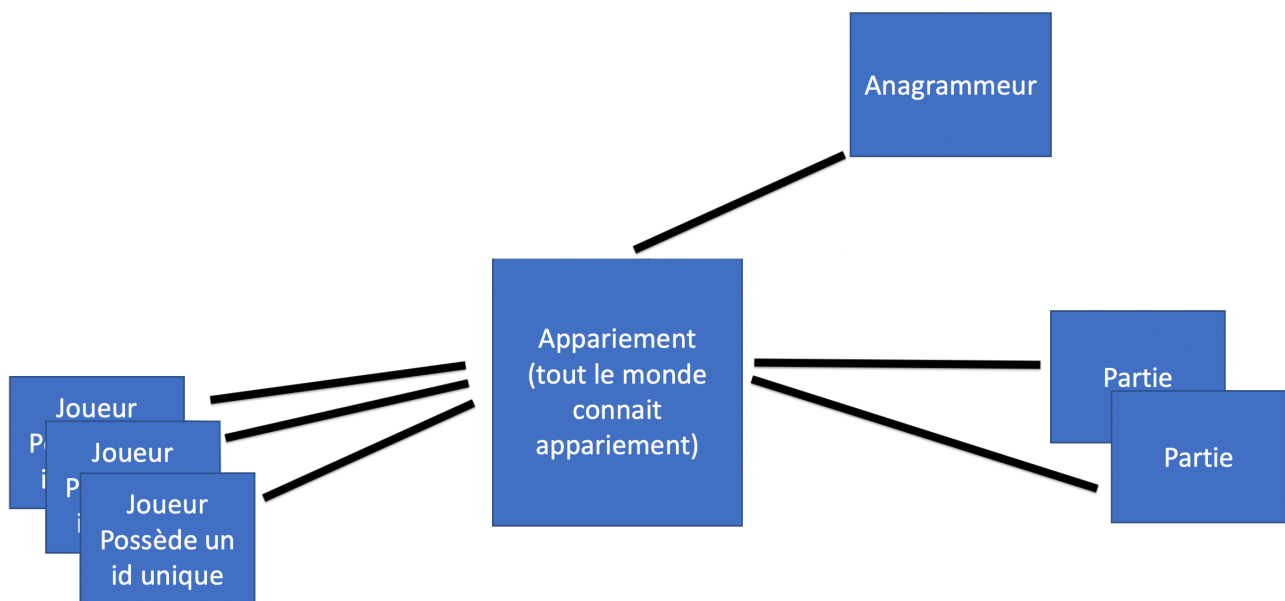 Anagrammeur
Appariement
(tout le monde
connait
appariement)
Joueur
Joueur
Joueur
Possède un
id unique
Partie
Partie